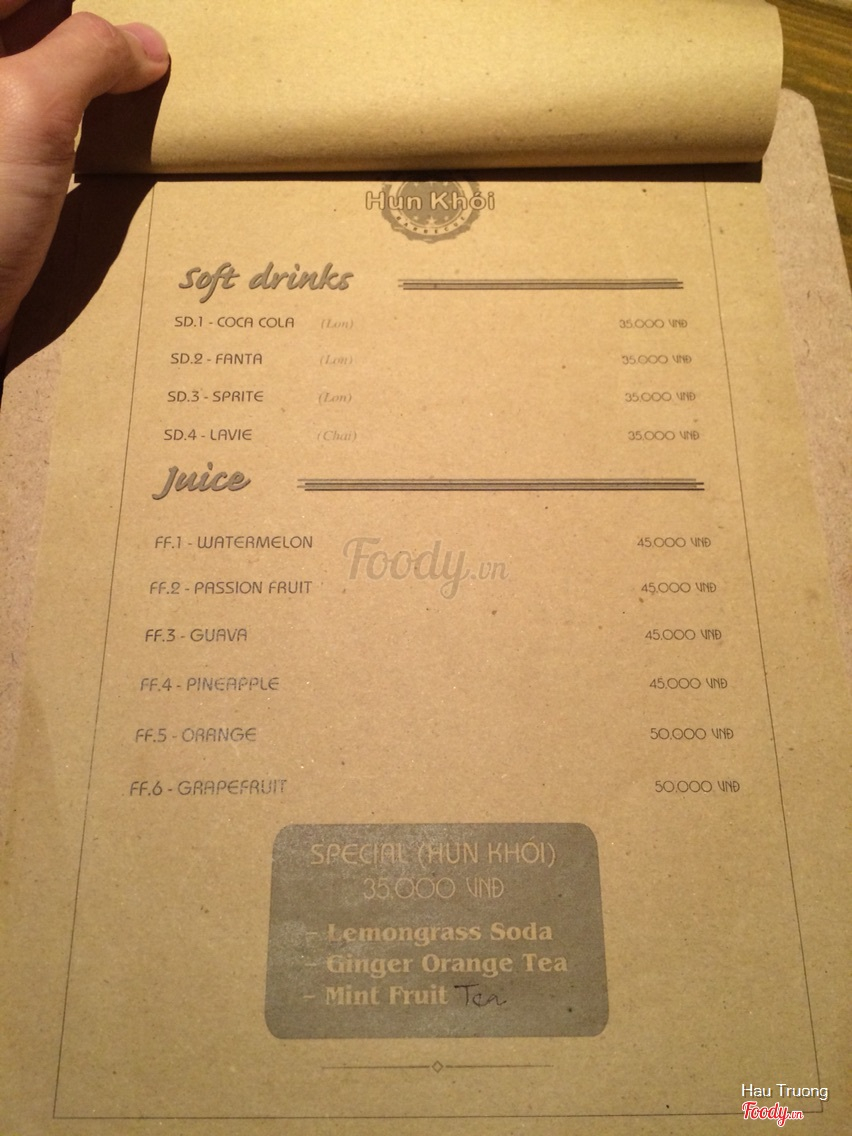 Hun Khói
BARBECUE
Soft drinks
SD.1 - COCA COLA (Lon) 35.000 VNĐ
SD.2 - FANTA (Lon) 35.000 VNĐ
SD.3 - SPRITE (Lon) 35.000 VNĐ
SD.4 - LAVIE (Chai) 35.000 VNĐ
Juice
FF.1 - WATERMELON 45.000 VNĐ
Foody.vn
FF.2 - PASSION FRUIT 45.000 VNĐ
FF.3 - GUAVA 45.000 VNĐ
FF.4 - PINEAPPLE 45.000 VNĐ
FF.5 - ORANGE 50.000 VNĐ
FF.6 - GRAPEFRUIT 50.000 VNĐ
SPECIAL (HUN KHÓI)
35.000 VNĐ
- Lemongrass Soda
- Ginger Orange Tea
- Mint Fruit Tea
Hau Truong
Foody.vn